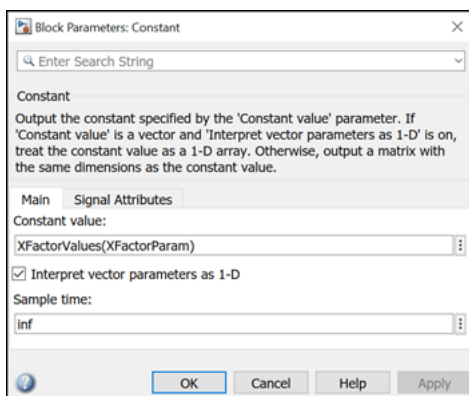 Block Parameters: Constant
Enter Search String
Constant
Output the constant specified by the 'Constant value' parameter. If
'Constant value' is a vector and 'Interpret vector parameters as 1-D' is on,
treat the constant value as a 1-D array. Otherwise, output a matrix with
the same dimensions as the constant value.
Main Signal Attributes
Constant value:
XFactorValues(XFactorParam)
Interpret vector parameters as 1-D
Sample time:
inf
OK Cancel Help Apply